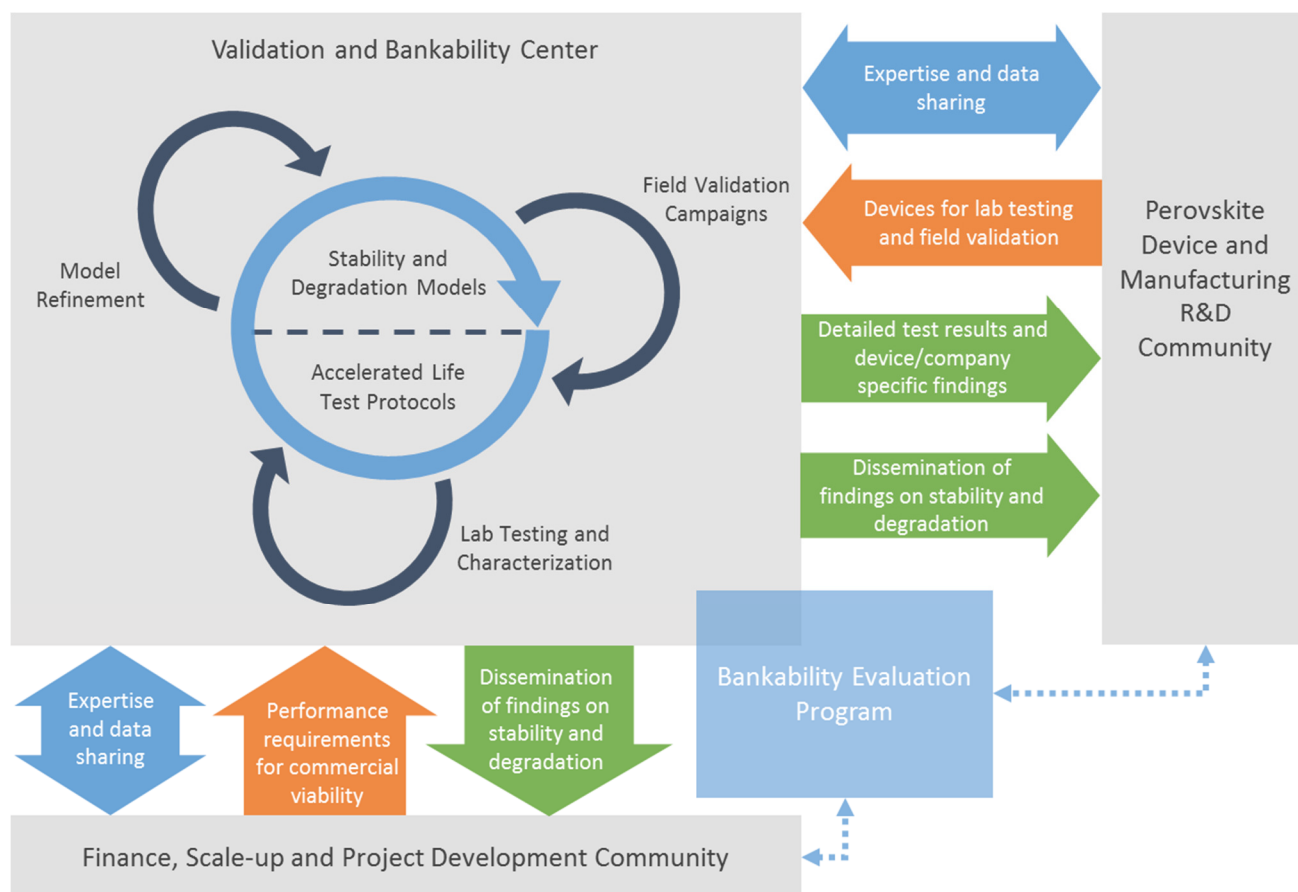 Validation and Bankability Center
Model
Refinement
Field Validation
Campaigns
Stability and
Degradation Models
Accelerated Life
Test Protocols
Lab Testing and
Characterization
Expertise and data
sharing
Devices for lab testing
and field validation
Detailed test results and
device/company
specific findings
Dissemination of
findings on stability and
degradation
Perovskite
Device and
Manufacturing
R&D
Community
Expertise
and data
sharing
Performance
requirements
for commercial
viability
Dissemination
of findings on
stability and
degradation
Bankability Evaluation
Program
Finance, Scale-up and Project Development Community